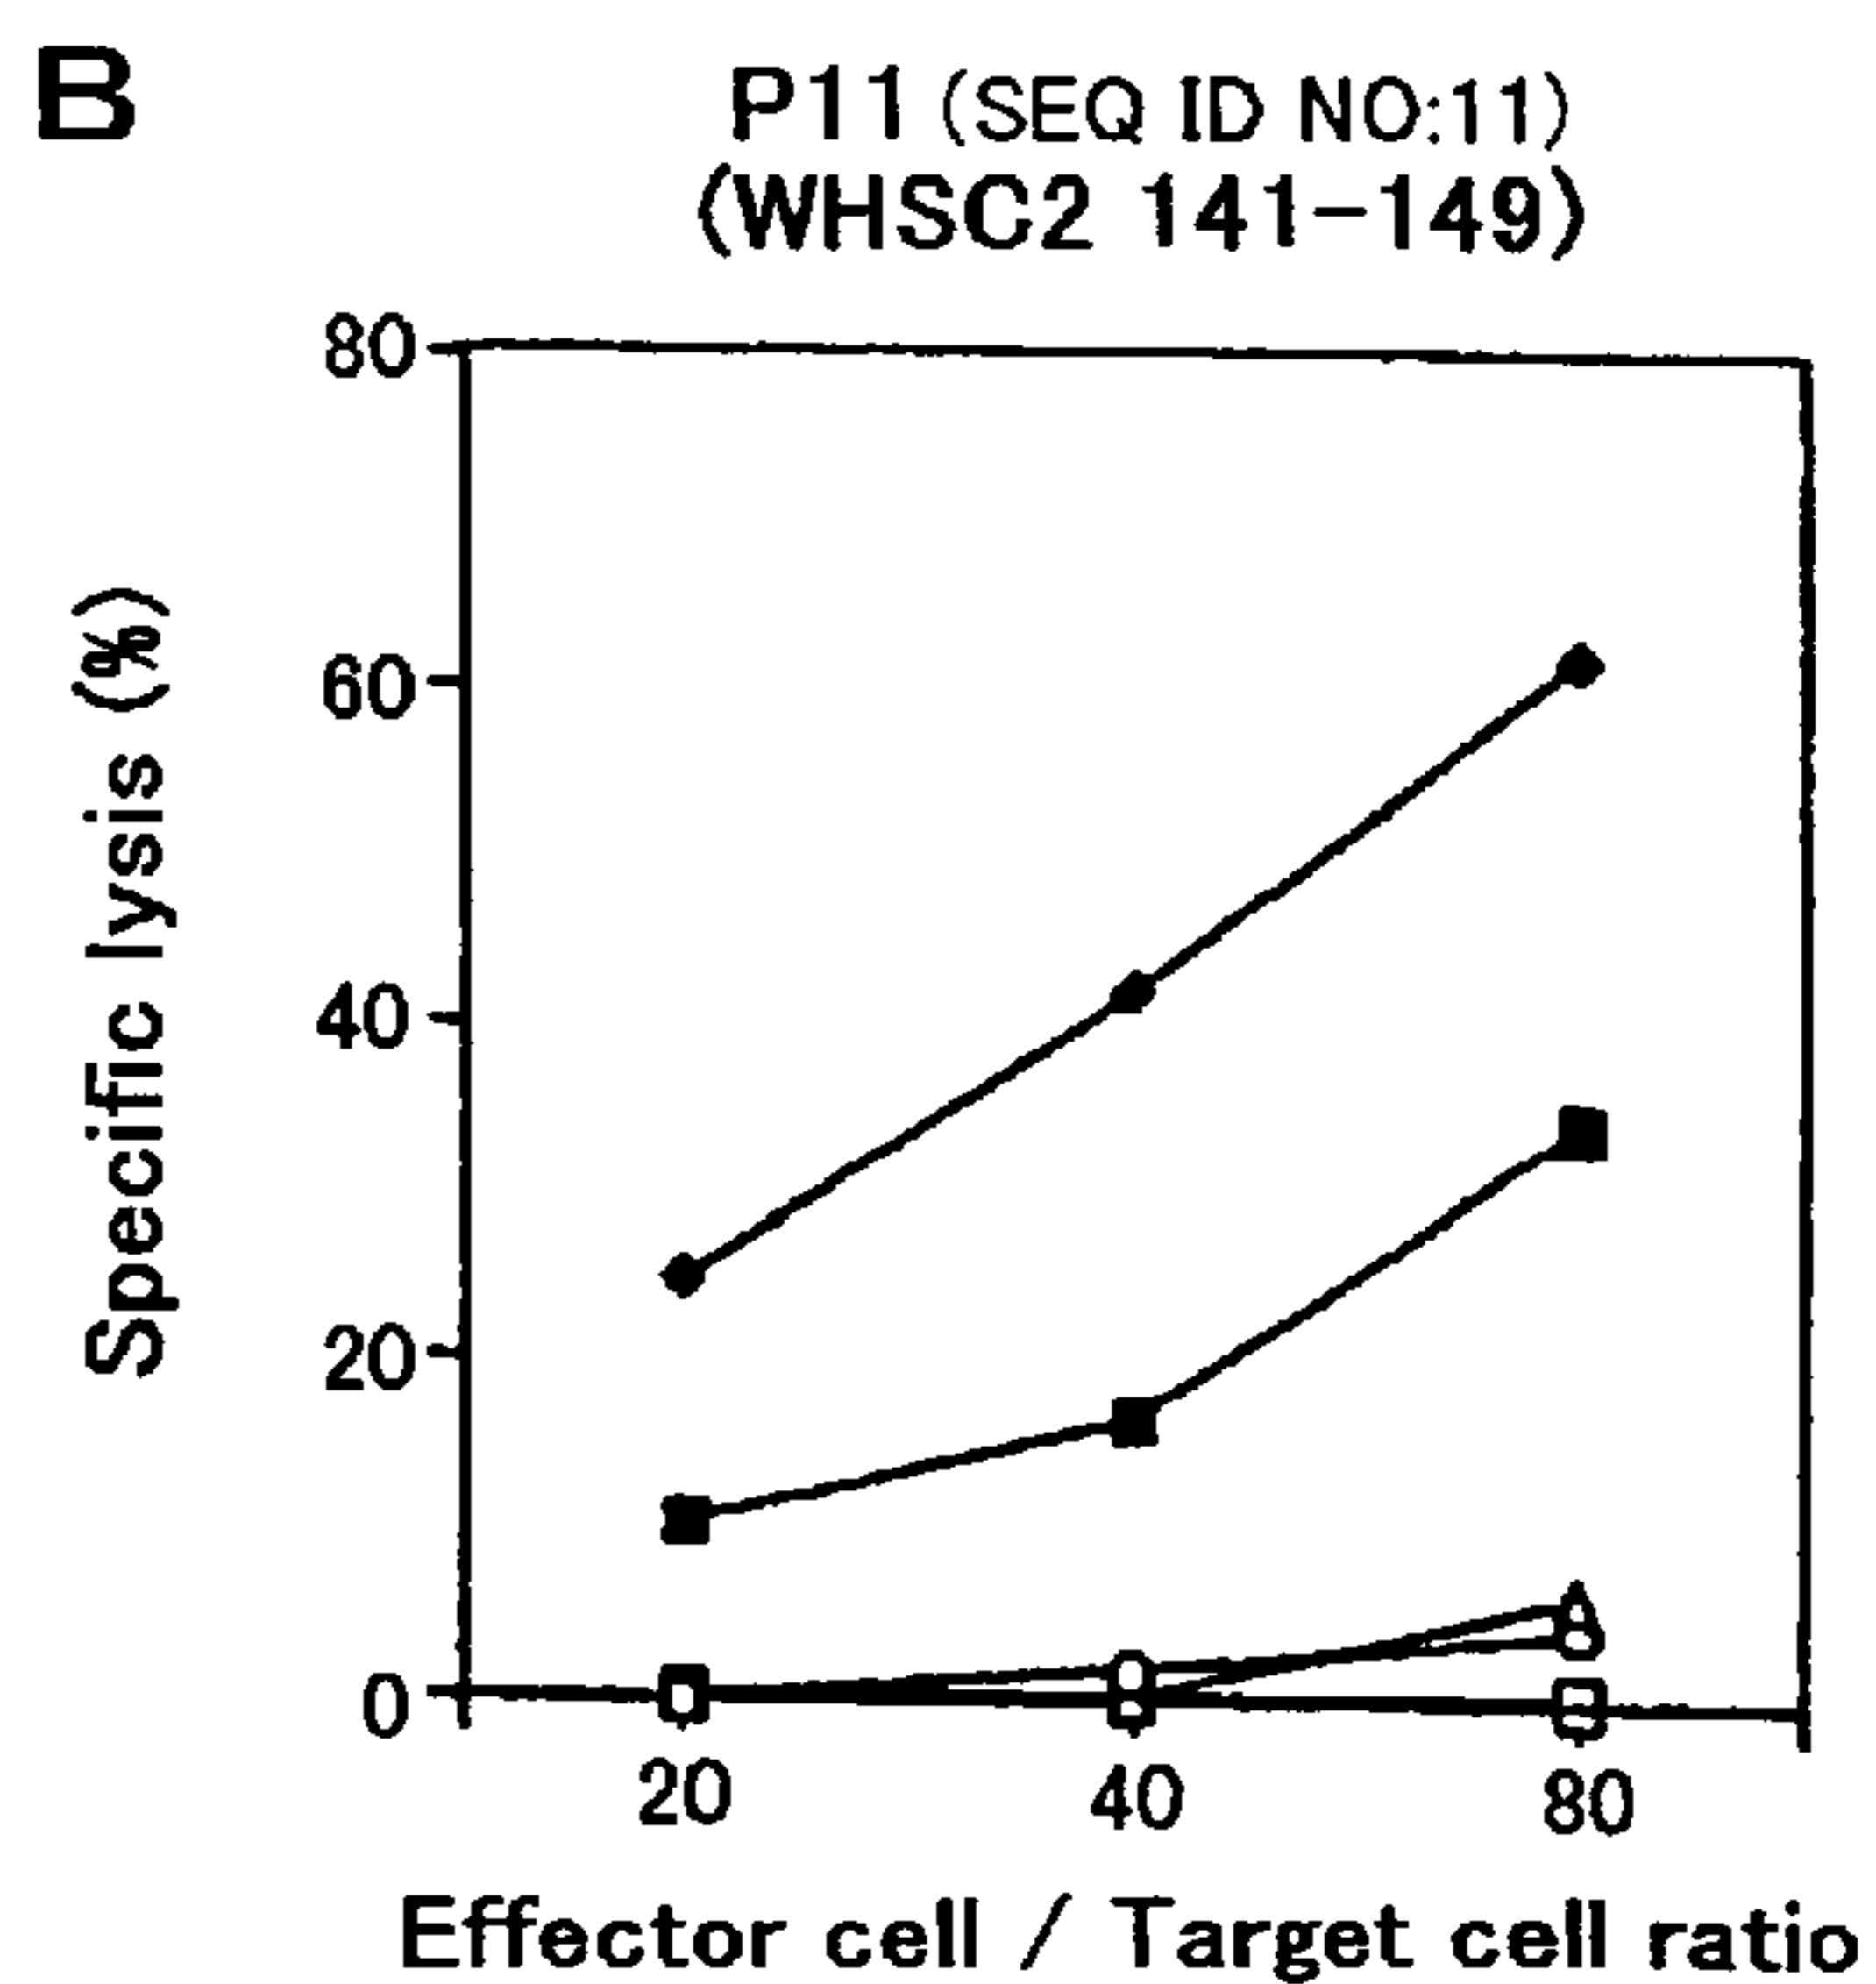 B
P11 (SEQ ID NO:11)
(WHSC2 141-149)
80
60
40
20
0
Specific lysis (%)
20 40 80
Effector cell / Target cell ratio